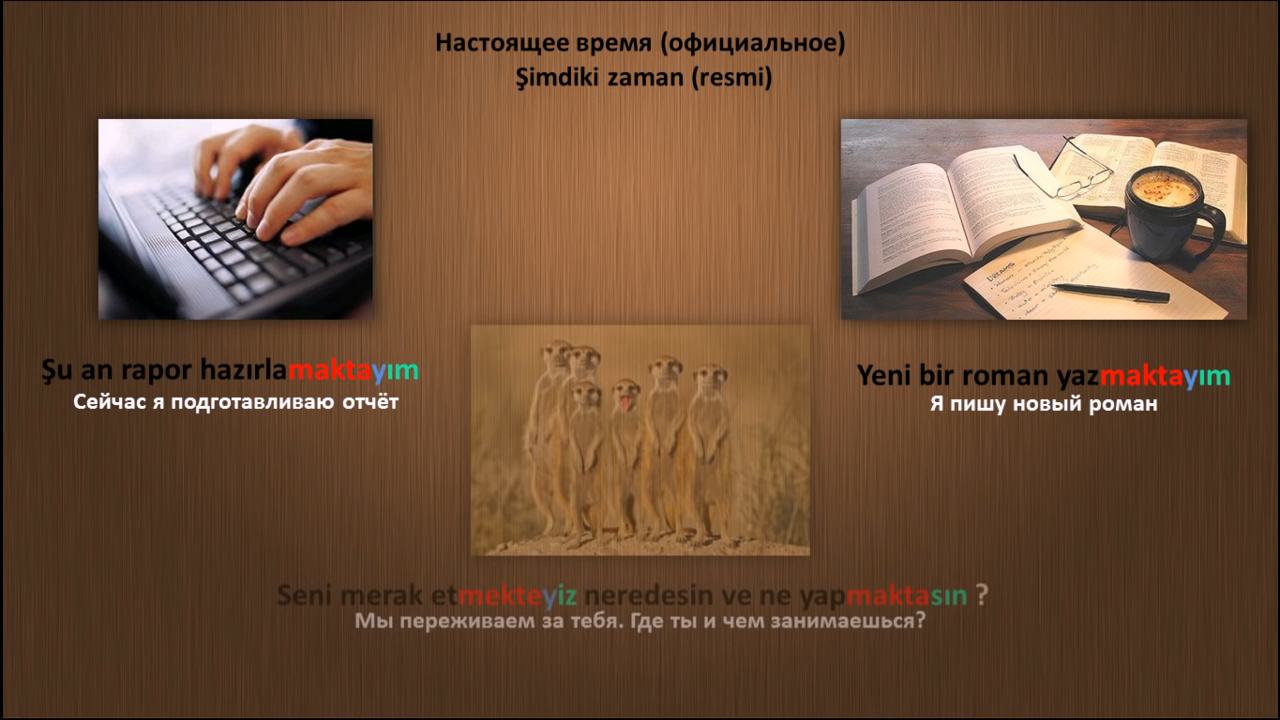 Настоящее время (официальное)
Şimdiki zaman (resmi)
Şu an rapor hazırlamaktayım
Сейчас я подготавливаю отчёт
Yeni bir roman yazmaktayım
Я пишу новый роман
Seni merak etmekteyiz neredesin ve ne yapmaktasın ?
Мы переживаем за тебя. Где ты и чем занимаешься?